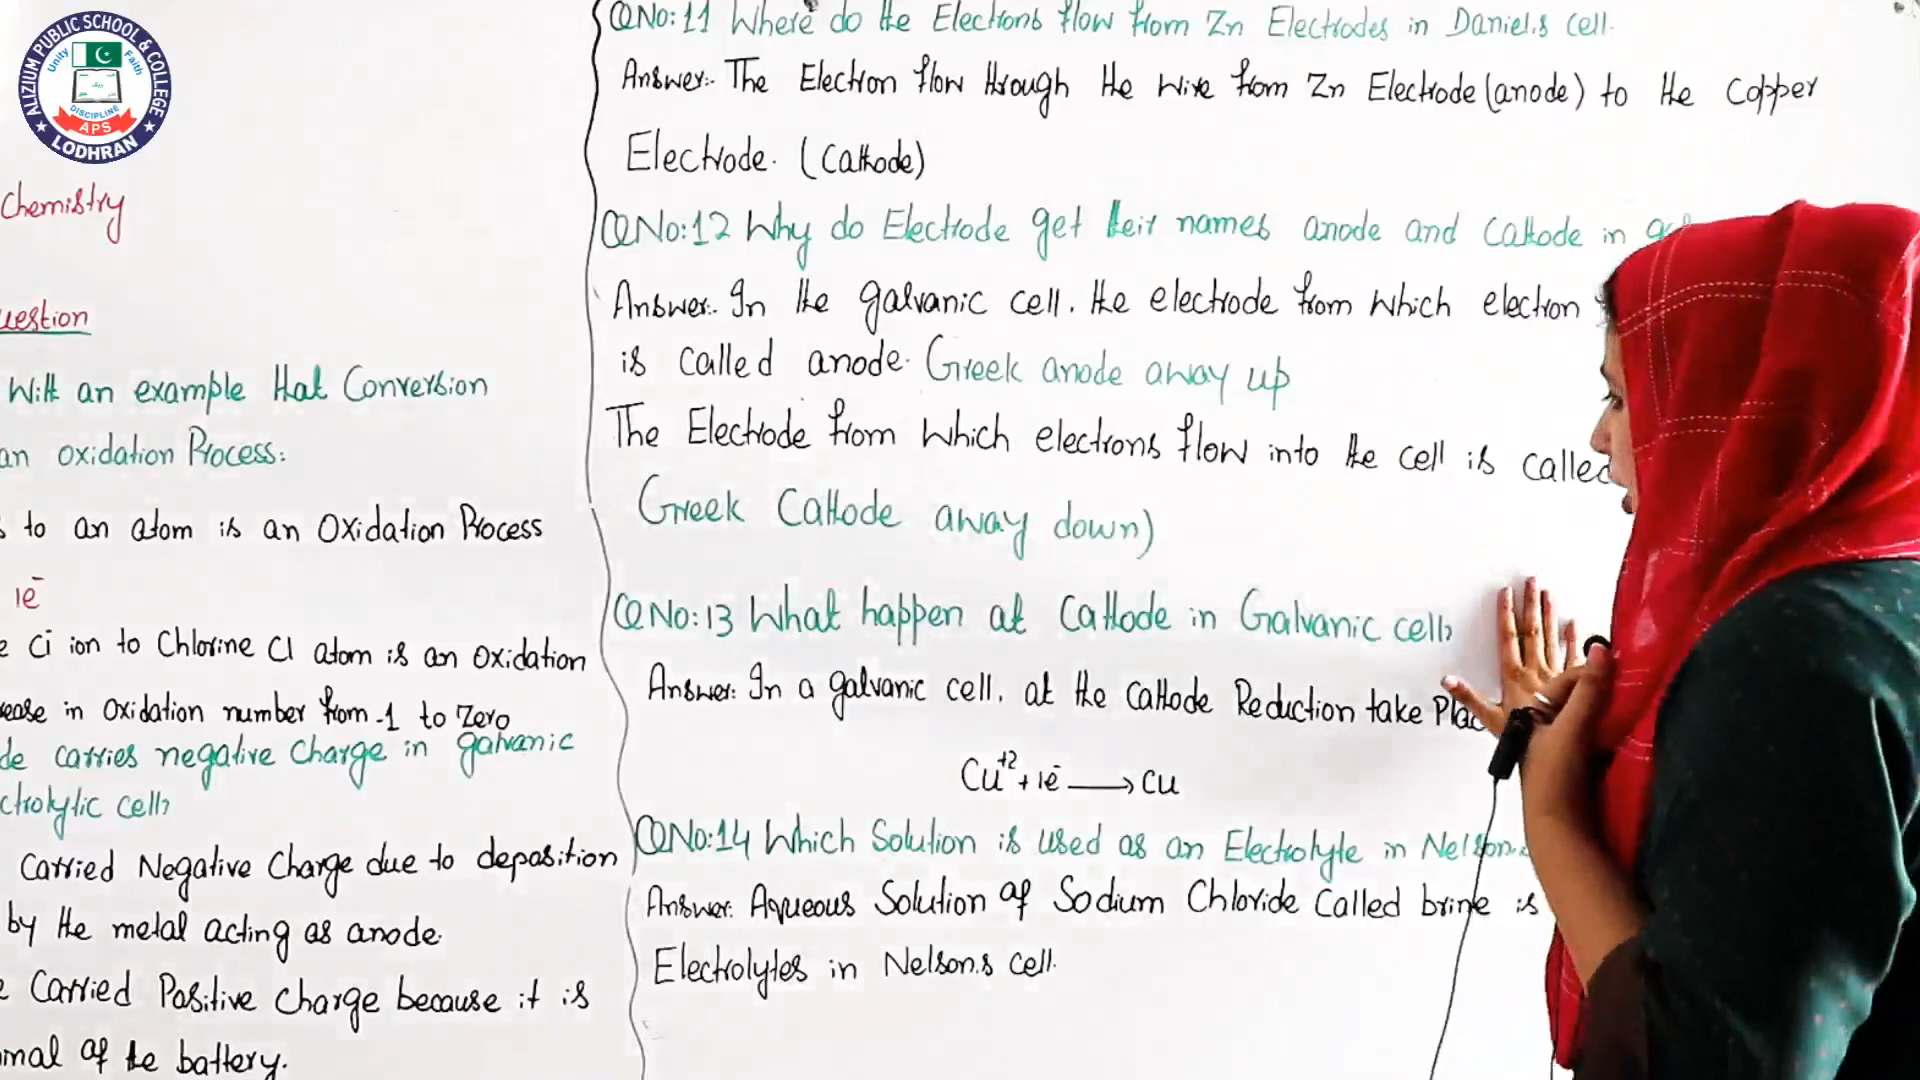 ALIZIUM PUBLIC SCHOOL & COLLEGE
Unity
Faith
DISCIPLINE
APS
LODHRAN
Chemistry
uestion
With an example that Conversion
an oxidation Process:
s to an atom is an Oxidation Process
1e⁻
e Cl⁻ ion to Chlorine Cl atom is an oxidation
rease in oxidation number from -1 to Zero
de carries negative charge in galvanic
ctrolytic cell?
Carried Negative Charge due to deposition
by the metal acting as anode.
e Carried Positive charge because it is
minal of the battery.
QNo:11 Where do the Electrons flow from Zn Electrodes in Daniel,s cell.
Answer:. The Electron flow through the wire from Zn Electrode (anode) to the Copper
Electrode. (Cathode)
QNo:12 Why do Electrode get their names anode and Cathode in
Answer:. In the galvanic cell. the electrode from which electron
is called anode. Greek anode away up
The Electrode from which electrons flow into the cell is called
Greek Cathode away down)
QNo:13 What happen at Cathode in Galvanic cell?
Answer: In a galvanic cell. at the Cathode Reduction take Plac
Cu⁺² + 1e⁻ ⟶ Cu
QNo:14 Which Solution is used as an Electrolyte in Nelson.s
Answer: Aqueous Solution of Sodium Chloride Called brine is
Electrolytes in Nelson.s cell.